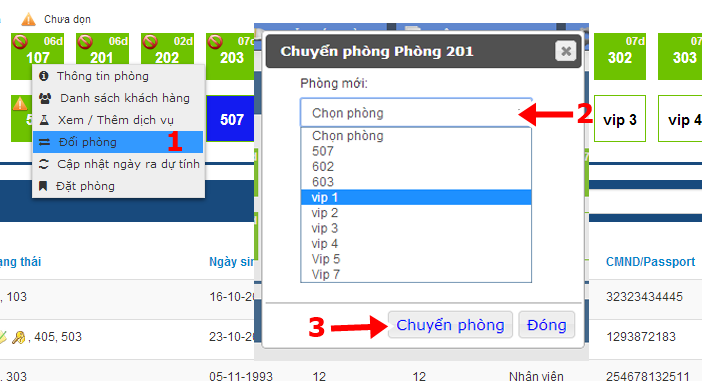 Chưa dọn
06d
06d
02d
07d
07d
07d
107
201
202
203
302
303
507
vip 3
vip 4
Thông tin phòng
Danh sách khách hàng
Xem / Thêm dịch vụ
Đổi phòng
1
Cập nhật ngày ra dự tính
Đặt phòng
Chuyển phòng Phòng 201
Phòng mới:
Chọn phòng
2
Chọn phòng
507
602
603
vip 1
vip 2
vip 3
vip 4
Vip 5
Vip 7
3
Chuyển phòng
Đóng
ạng thái
Ngày sin
CMND/Passport
, 103
16-10-20
32323434445
, 405, 503
23-10-20
1293872183
, 303
05-11-1993
12
12
Nhân viên
254678132511